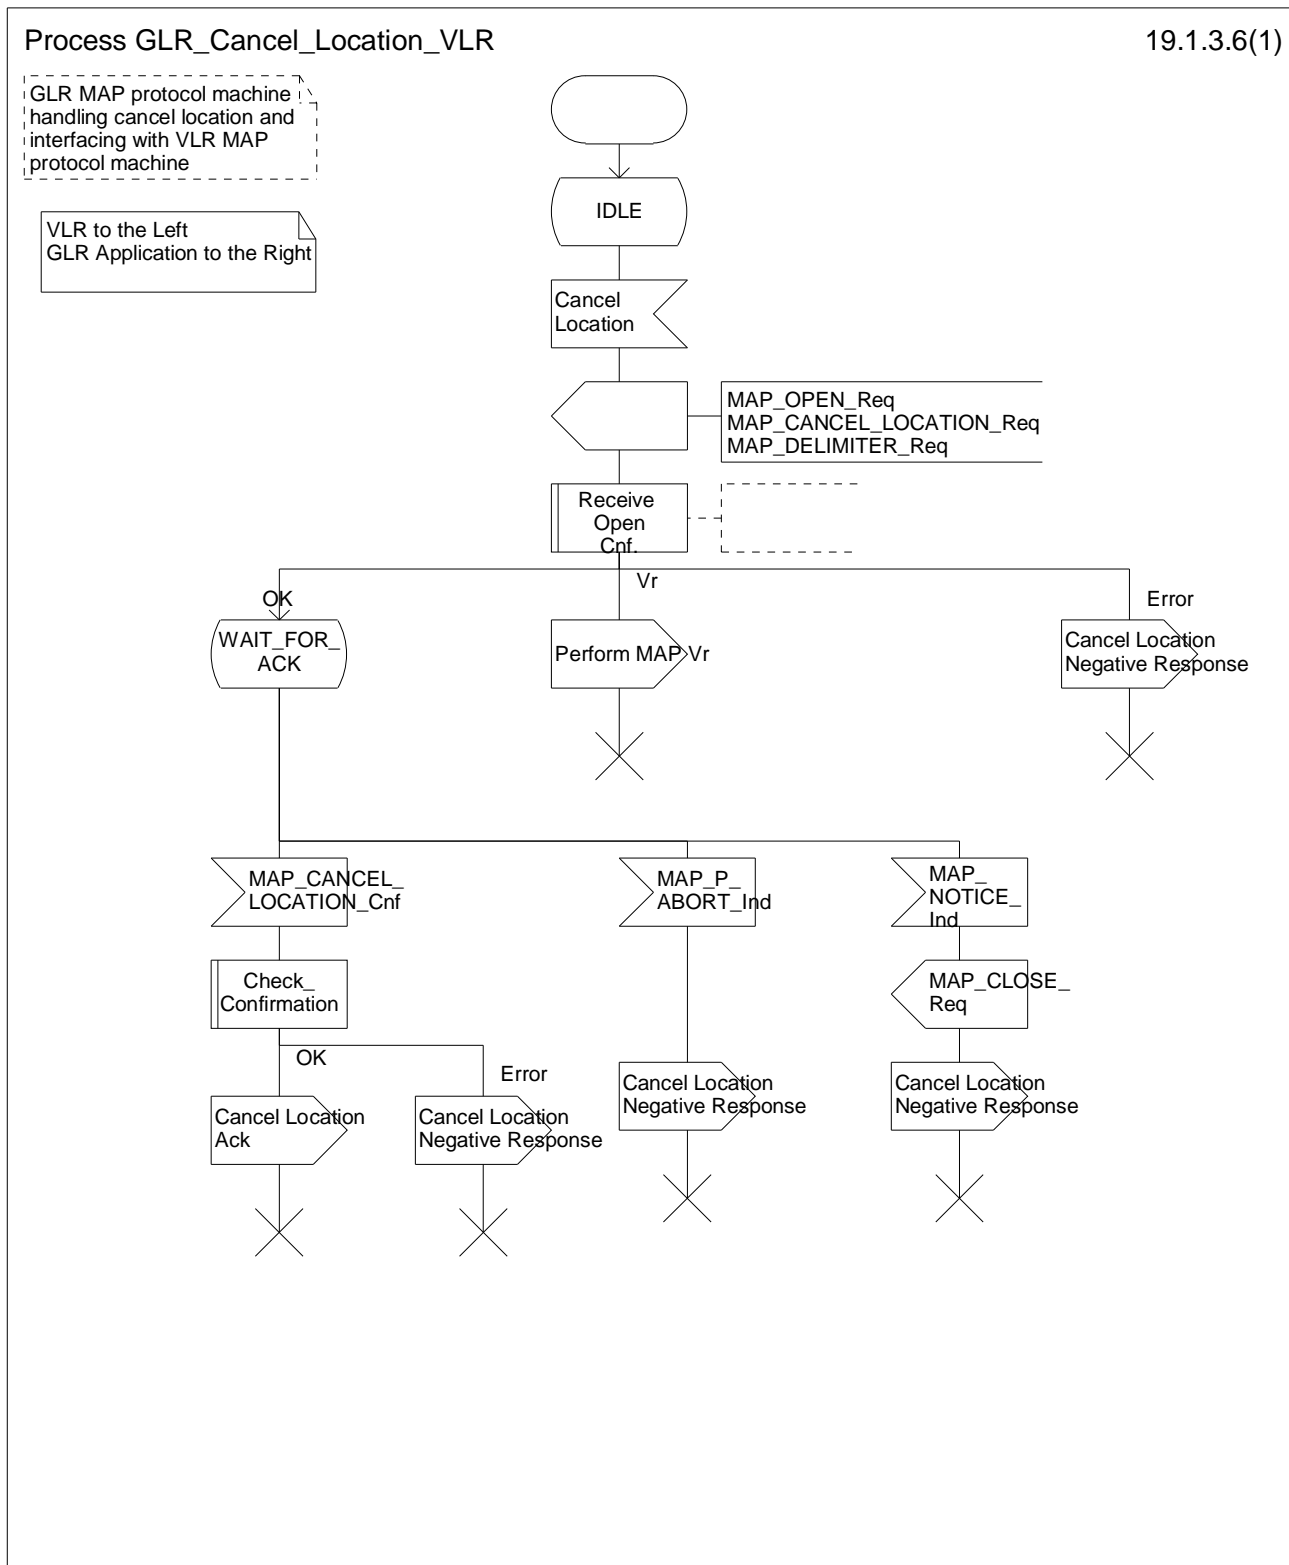 Process GLR_Cancel_Location_VLR
19.1.3.6(1)
GLR MAP protocol machine
handling cancel location and
interfacing with VLR MAP
protocol machine
VLR to the Left
GLR Application to the Right
IDLE
Cancel
Location
MAP_OPEN_Req
MAP_CANCEL_LOCATION_Req
MAP_DELIMITER_Req
Receive
Open
Cnf.
Vr
OK
Error
WAIT_FOR_
ACK
Perform MAP Vr
Cancel Location
Negative Response
MAP_CANCEL_
LOCATION_Cnf
MAP_P_
ABORT_Ind
MAP_
NOTICE_
Ind
Check_
Confirmation
MAP_CLOSE_
Req
OK
Error
Cancel Location
Ack
Cancel Location
Negative Response
Cancel Location
Negative Response
Cancel Location
Negative Response